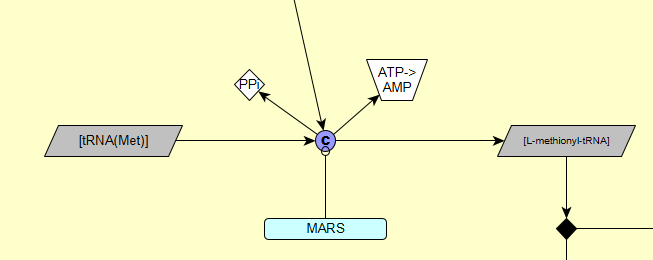 PPi
ATP->
AMP
[tRNA(Met)]
c
[L-methionyl-tRNA]
MARS